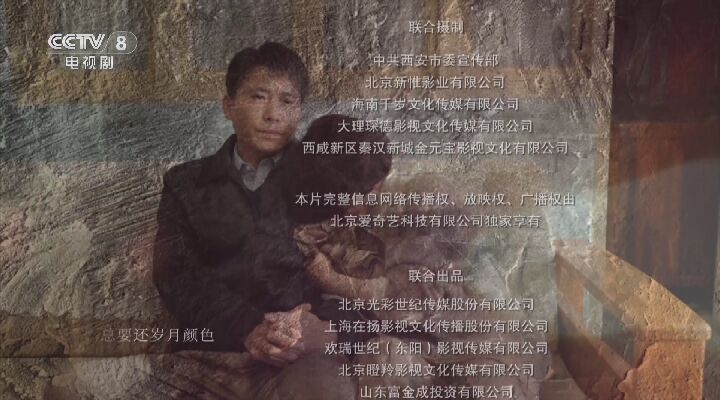 CCTV 8
电视剧
联合摄制
中共西安市委宣传部
北京新惟影业有限公司
海南千岁文化传媒有限公司
大理琛德影视文化传媒有限公司
西咸新区秦汉新城金元宝影视文化有限公司
本片完整信息网络传播权、放映权、广播权由
北京爱奇艺科技有限公司独家享有
联合出品
北京光彩世纪传媒股份有限公司
上海在扬影视文化传播股份有限公司
欢瑞世纪（东阳）影视传媒有限公司
北京瞪羚影视文化传媒有限公司
山东富金成投资有限公司
总要还岁月颜色